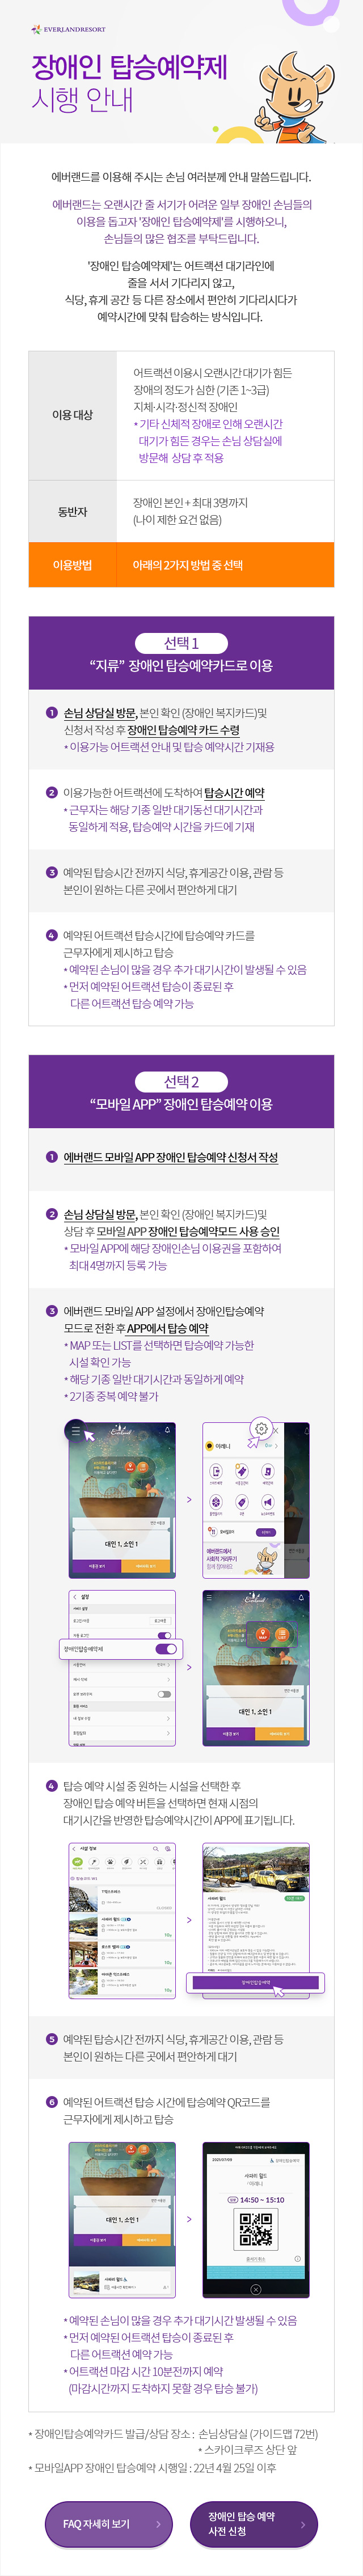 EVERLANDRESORT
장애인 탑승예약제
시행 안내
에버랜드를 이용해 주시는 손님 여러분께 안내 말씀드립니다.
에버랜드는 오랜시간 줄 서기가 어려운 일부 장애인 손님들의
이용을 돕고자 '장애인 탑승예약제'를 시행하오니,
손님들의 많은 협조를 부탁드립니다.
'장애인 탑승예약제'는 어트랙션 대기라인에
줄을 서서 기다리지 않고,
식당, 휴게 공간 등 다른 장소에서 편안히 기다리시다가
예약시간에 맞춰 탑승하는 방식입니다.
이용 대상
어트랙션 이용시 오랜시간 대기가 힘든
장애의 정도가 심한 (기존 1~3급)
지체·시각·정신적 장애인
* 기타 신체적 장애로 인해 오랜시간
대기가 힘든 경우는 손님 상담실에
방문해 상담 후 적용
동반자
장애인 본인 + 최대 3명까지
(나이 제한 요건 없음)
이용방법
아래의 2가지 방법 중 선택
선택 1
“지류” 장애인 탑승예약카드로 이용
1 손님 상담실 방문, 본인 확인 (장애인 복지카드)및
신청서 작성 후 장애인 탑승예약 카드 수령
* 이용가능 어트랙션 안내 및 탑승 예약시간 기재용
2 이용가능한 어트랙션에 도착하여 탑승시간 예약
* 근무자는 해당 기종 일반 대기동선 대기시간과
동일하게 적용, 탑승예약 시간을 카드에 기재
3 예약된 탑승시간 전까지 식당, 휴게공간 이용, 관람 등
본인이 원하는 다른 곳에서 편안하게 대기
4 예약된 어트랙션 탑승시간에 탑승예약 카드를
근무자에게 제시하고 탑승
* 예약된 손님이 많을 경우 추가 대기시간이 발생될 수 있음
* 먼저 예약된 어트랙션 탑승이 종료된 후
다른 어트랙션 탑승 예약 가능
선택 2
“모바일 APP” 장애인 탑승예약 이용
1 에버랜드 모바일 APP 장애인 탑승예약 신청서 작성
2 손님 상담실 방문, 본인 확인 (장애인 복지카드)및
상담 후 모바일 APP 장애인 탑승예약모드 사용 승인
* 모바일 APP에 해당 장애인손님 이용권을 포함하여
최대 4명까지 등록 가능
3 에버랜드 모바일 APP 설정에서 장애인탑승예약
모드로 전환 후 APP에서 탑승 예약
* MAP 또는 LIST를 선택하면 탑승예약 가능한
시설 확인 가능
* 해당 기종 일반 대기시간과 동일하게 예약
* 2기종 중복 예약 불가
대인 1, 소인 1
에버랜드에서
사회적 거리두기
함께 참여해요
설정
장애인탑승예약제
대인 1, 소인 1
4 탑승 예약 시설 중 원하는 시설을 선택한 후
장애인 탑승 예약 버튼을 선택하면 현재 시점의
대기시간을 반영한 탑승예약시간이 APP에 표기됩니다.
시설 정보
장애인탑승예약
5 예약된 탑승시간 전까지 식당, 휴게공간 이용, 관람 등
본인이 원하는 다른 곳에서 편안하게 대기
6 예약된 어트랙션 탑승 시간에 탑승예약 QR코드를
근무자에게 제시하고 탑승
대인 1, 소인 1
사파리 월드
장애인탑승예약
사파리 월드
14:50 ~ 15:10
* 예약된 손님이 많을 경우 추가 대기시간 발생될 수 있음
* 먼저 예약된 어트랙션 탑승이 종료된 후
다른 어트랙션 예약 가능
* 어트랙션 마감 시간 10분전까지 예약
(마감시간까지 도착하지 못할 경우 탑승 불가)
* 장애인탑승예약카드 발급/상담 장소 : 손님상담실 (가이드맵 72번)
* 스카이크루즈 상단 앞
* 모바일APP 장애인 탑승예약 시행일 : 22년 4월 25일 이후
FAQ 자세히 보기
장애인 탑승 예약
사전 신청